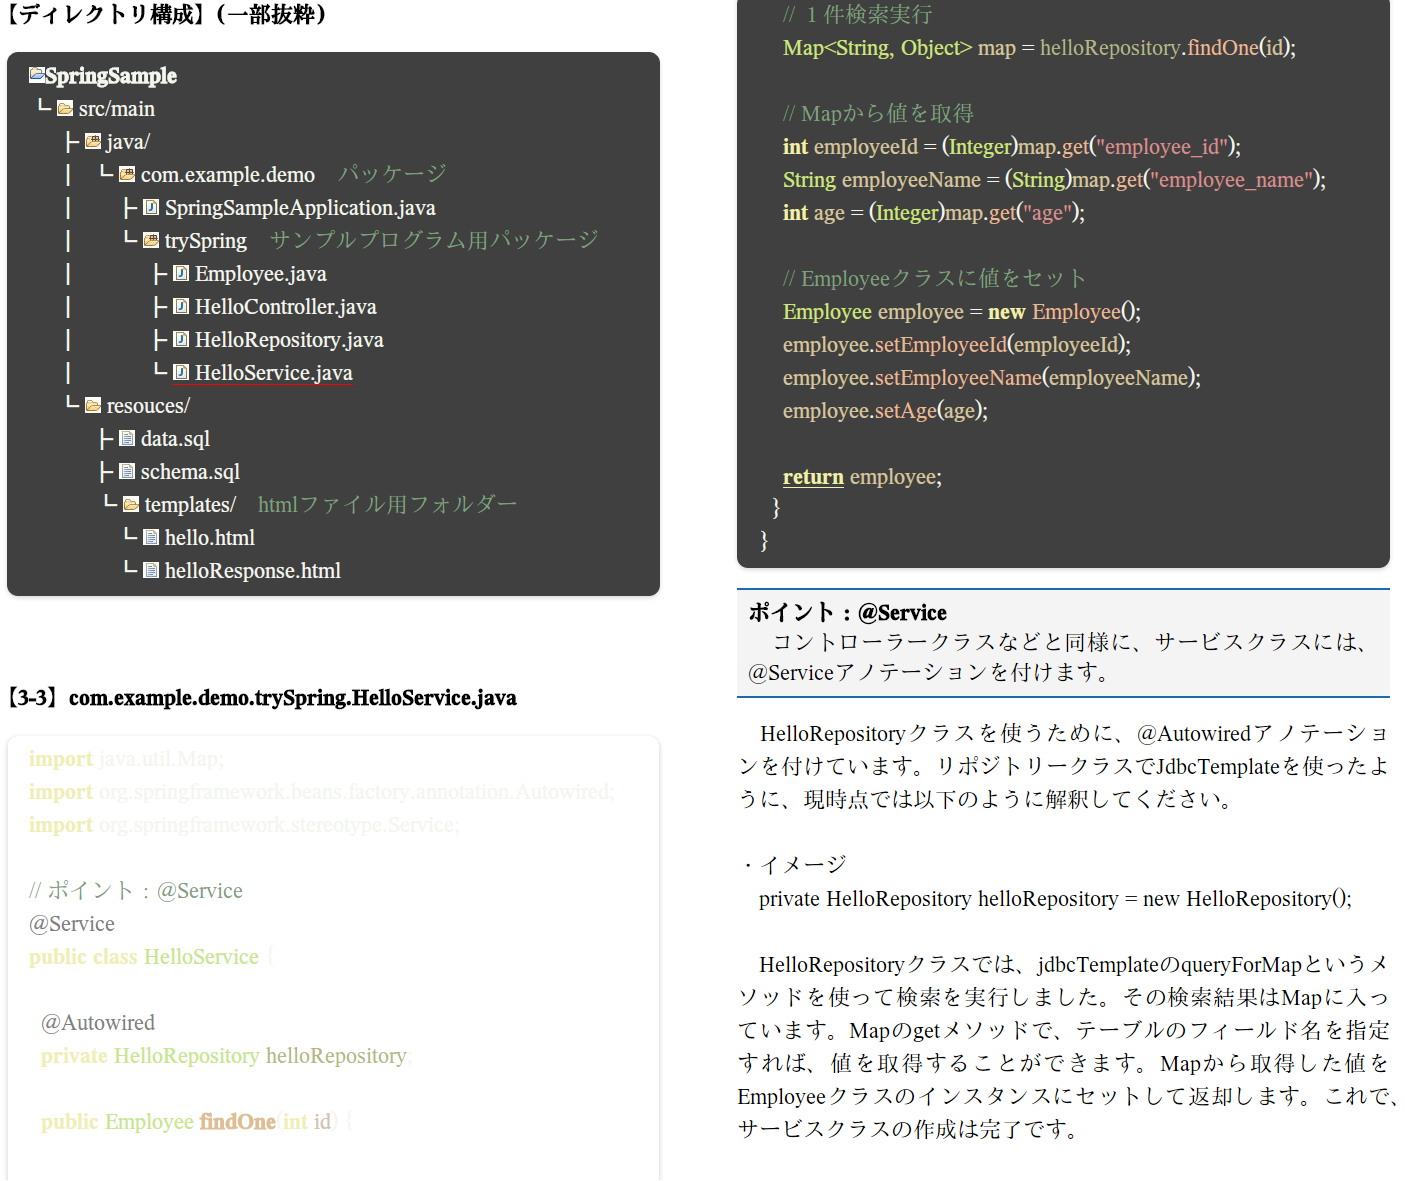 【ディレクトリ構成】(一部抜粋)
SpringSample
└ src/main
├ java/
│ └ com.example.demo パッケージ
│ ├ SpringSampleApplication.java
│ └ trySpring サンプルプログラム用パッケージ
│ ├ Employee.java
│ ├ HelloController.java
│ ├ HelloRepository.java
│ └ HelloService.java
└ resouces/
├ data.sql
├ schema.sql
└ templates/ htmlファイル用フォルダー
└ hello.html
└ helloResponse.html
【3-3】com.example.demo.trySpring.HelloService.java
import java.util.Map;
import org.springframework.beans.factory.annotation.Autowired;
import org.springframework.stereotype.Service;
// ポイント：@Service
@Service
public class HelloService {
@Autowired
private HelloRepository helloRepository;
public Employee findOne(int id) {
// １件検索実行
Map<String, Object> map = helloRepository.findOne(id);
// Mapから値を取得
int employeeId = (Integer)map.get("employee_id");
String employeeName = (String)map.get("employee_name");
int age = (Integer)map.get("age");
// Employeeクラスに値をセット
Employee employee = new Employee();
employee.setEmployeeId(employeeId);
employee.setEmployeeName(employeeName);
employee.setAge(age);
return employee;
}
}
ポイント：@Service
コントローラークラスなどと同様に、サービスクラスには、
@Serviceアノテーションを付けます。
HelloRepositoryクラスを使うために、@Autowiredアノテーショ
ンを付けています。リポジトリークラスでJdbcTemplateを使ったよ
うに、現時点では以下のように解釈してください。
・イメージ
private HelloRepository helloRepository = new HelloRepository();
HelloRepositoryクラスでは、jdbcTemplateのqueryForMapというメ
ソッドを使って検索を実行しました。その検索結果はMapに入っ
ています。Mapのgetメソッドで、テーブルのフィールド名を指定
すれば、値を取得することができます。Mapから取得した値を
Employeeクラスのインスタンスにセットして返却します。これで、
サービスクラスの作成は完了です。